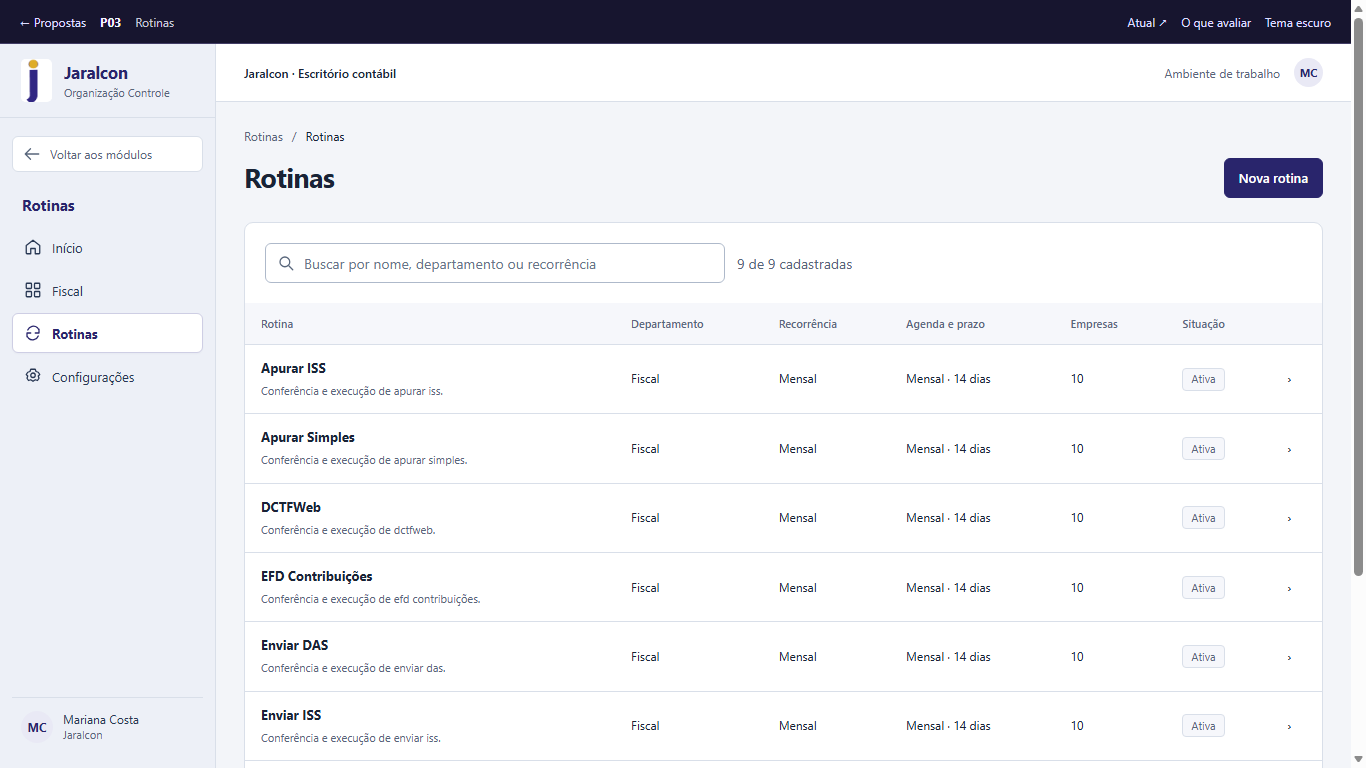 ← Propostas P03 Rotinas Atual ↗ O que avaliar Tema escuro
Jaralcon
Organização Controle
Jaralcon · Escritório contábil Ambiente de trabalho MC
Voltar aos módulos
Rotinas
Início
Fiscal
Rotinas
Configurações
MC Mariana Costa
Jaralcon
Rotinas / Rotinas
Rotinas
Nova rotina
Buscar por nome, departamento ou recorrência 9 de 9 cadastradas
Rotina Departamento Recorrência Agenda e prazo Empresas Situação
Apurar ISS
Conferência e execução de apurar iss.
Fiscal Mensal Mensal · 14 dias 10 Ativa ›
Apurar Simples
Conferência e execução de apurar simples.
Fiscal Mensal Mensal · 14 dias 10 Ativa ›
DCTFWeb
Conferência e execução de dctfweb.
Fiscal Mensal Mensal · 14 dias 10 Ativa ›
EFD Contribuições
Conferência e execução de efd contribuições.
Fiscal Mensal Mensal · 14 dias 10 Ativa ›
Enviar DAS
Conferência e execução de enviar das.
Fiscal Mensal Mensal · 14 dias 10 Ativa ›
Enviar ISS
Conferência e execução de enviar iss.
Fiscal Mensal Mensal · 14 dias 10 Ativa ›